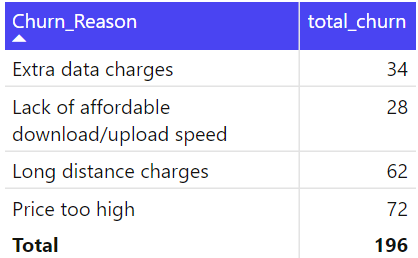 Churn_Reason total_churn
Extra data charges 34
Lack of affordable 28
download/upload speed
Long distance charges 62
Price too high 72
Total 196